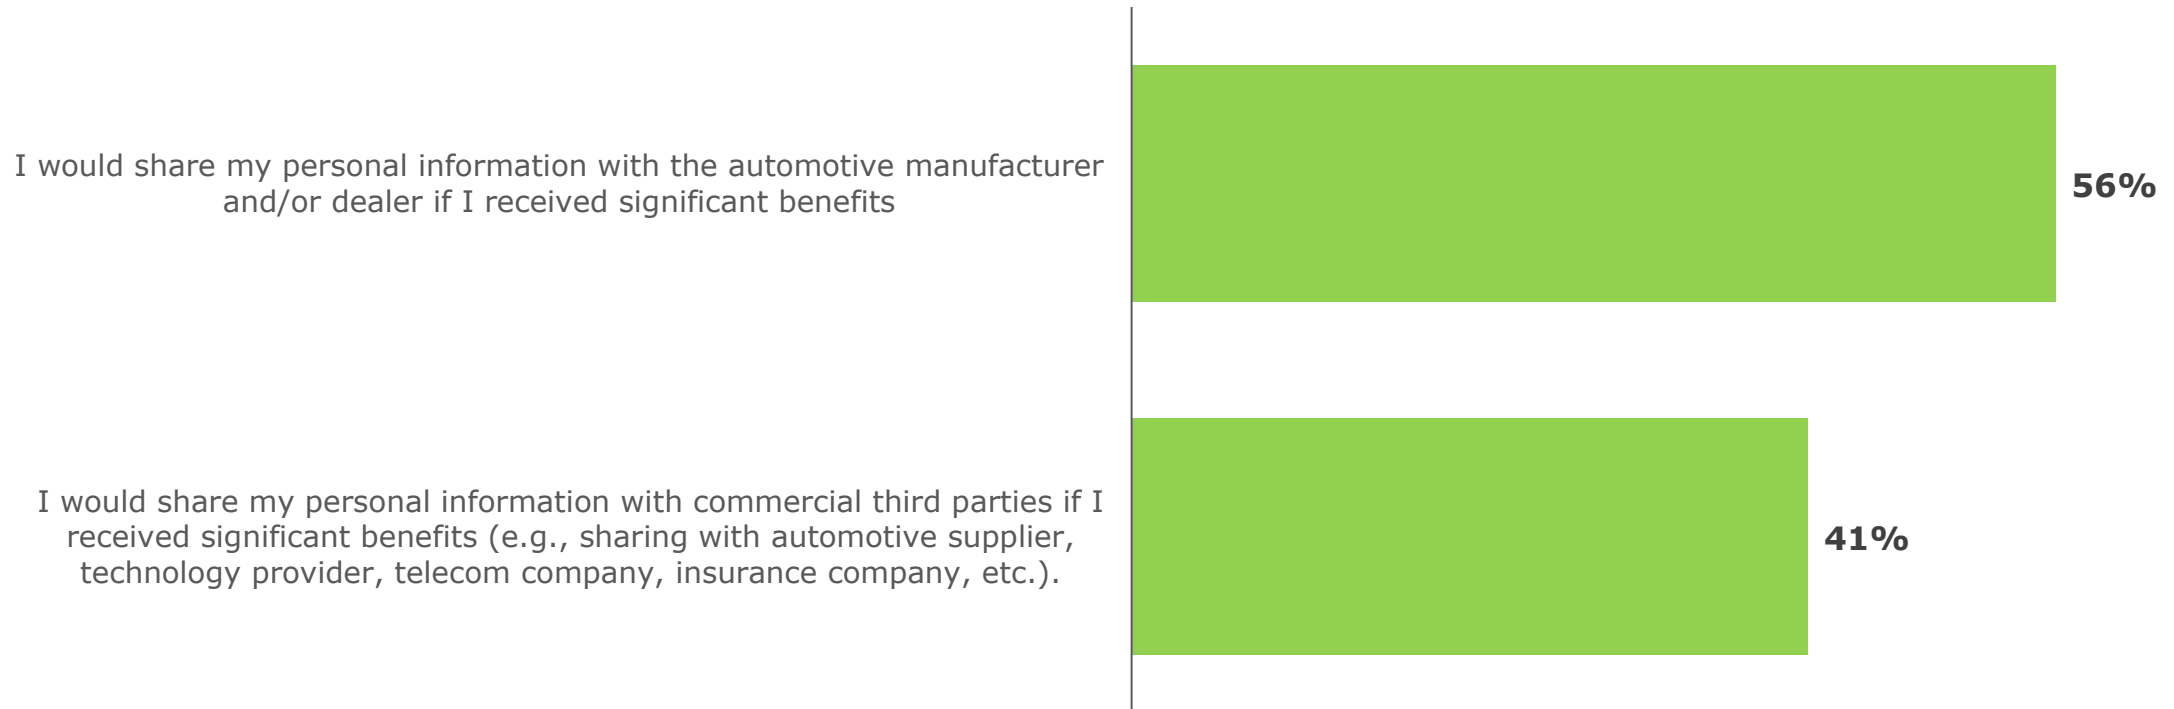 I would share my personal information with the automotive manufacturer
and/or dealer if I received significant benefits
56%
I would share my personal information with commercial third parties if I
received significant benefits (e.g., sharing with automotive supplier,
technology provider, telecom company, insurance company, etc.).
41%